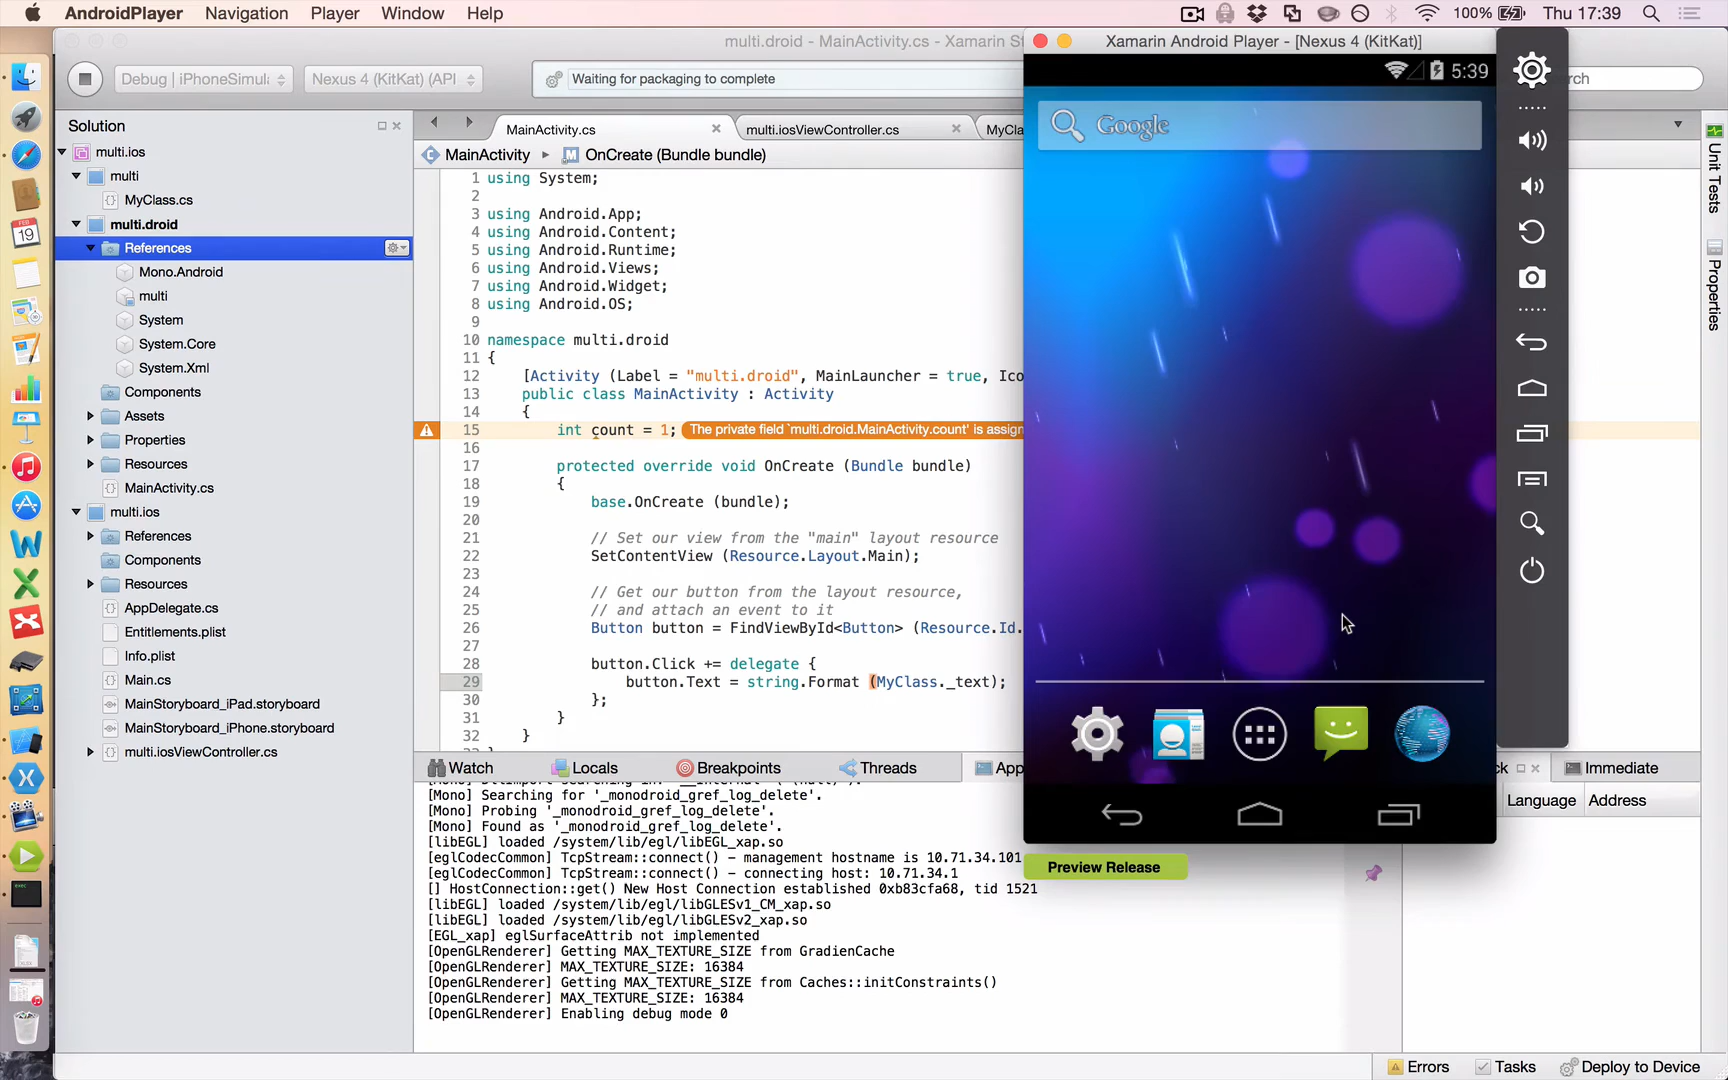 AndroidPlayer Navigation Player Window Help 100% Thu 17:39
multi.droid - MainActivity.cs - Xamarin St
Xamarin Android Player - [Nexus 4 (KitKat)]
Debug | iPhoneSimul Nexus 4 (KitKat) (API
Waiting for packaging to complete
rch
5:39
Google
Solution
multi.ios
multi
MyClass.cs
multi.droid
References
Mono.Android
multi
System
System.Core
System.Xml
Components
Assets
Properties
Resources
MainActivity.cs
multi.ios
References
Components
Resources
AppDelegate.cs
Entitlements.plist
Info.plist
Main.cs
MainStoryboard_iPad.storyboard
MainStoryboard_iPhone.storyboard
multi.iosViewController.cs
FEB
19
MainActivity.cs multi.iosViewController.cs MyCla
MainActivity OnCreate (Bundle bundle)
1 using System;
2
3 using Android.App;
4 using Android.Content;
5 using Android.Runtime;
6 using Android.Views;
7 using Android.Widget;
8 using Android.OS;
9
10 namespace multi.droid
11 {
12 [Activity (Label = "multi.droid", MainLauncher = true, Ico
13 public class MainActivity : Activity
14 {
15 int count = 1; The private field `multi.droid.MainActivity.count' is assign
16
17 protected override void OnCreate (Bundle bundle)
18 {
19 base.OnCreate (bundle);
20
21 // Set our view from the "main" layout resource
22 SetContentView (Resource.Layout.Main);
23
24 // Get our button from the layout resource,
25 // and attach an event to it
26 Button button = FindViewById<Button> (Resource.Id.
27
28 button.Click += delegate {
29 button.Text = string.Format (MyClass._text);
30 };
31 }
32 }
Unit Tests
Properties
Watch Locals Breakpoints Threads App ck Immediate
Language Address
[Mono] Searching for '_monodroid_gref_log_delete'.
[Mono] Probing '_monodroid_gref_log_delete'.
[Mono] Found as '_monodroid_gref_log_delete'.
[libEGL] loaded /system/lib/egl/libEGL_xap.so
[eglCodecCommon] TcpStream::connect() - management hostname is 10.71.34.101
[eglCodecCommon] TcpStream::connect() - connecting host: 10.71.34.1
[] HostConnection::get() New Host Connection established 0xb83cfa68, tid 1521
[libEGL] loaded /system/lib/egl/libGLESv1_CM_xap.so
[libEGL] loaded /system/lib/egl/libGLESv2_xap.so
[EGL_xap] eglSurfaceAttrib not implemented
[OpenGLRenderer] Getting MAX_TEXTURE_SIZE from GradienCache
[OpenGLRenderer] MAX_TEXTURE_SIZE: 16384
[OpenGLRenderer] Getting MAX_TEXTURE_SIZE from Caches::initConstraints()
[OpenGLRenderer] MAX_TEXTURE_SIZE: 16384
[OpenGLRenderer] Enabling debug mode 0
Preview Release
Errors Tasks Deploy to Device